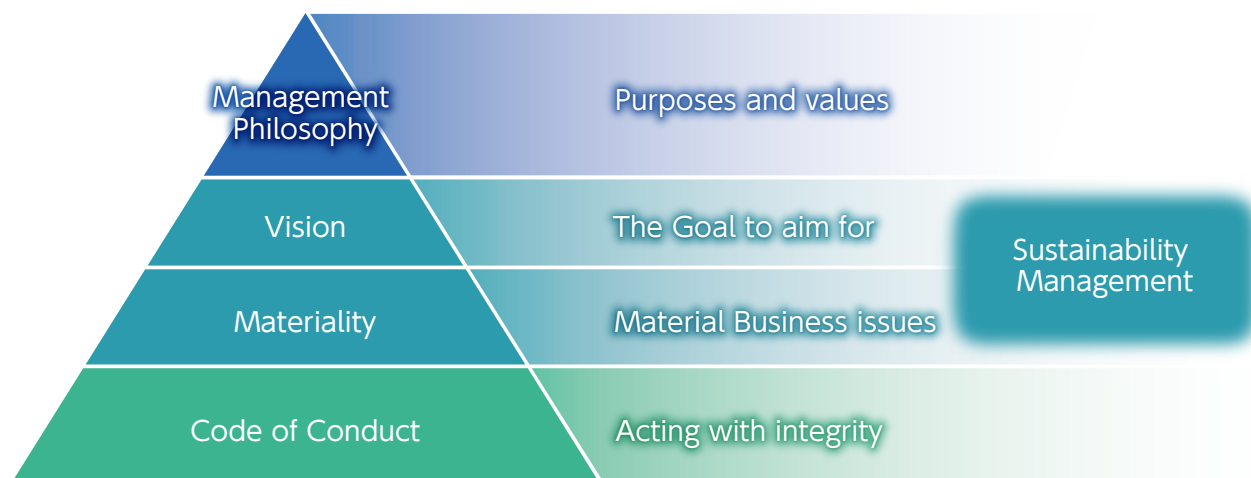 Management
Philosophy
Purposes and values
Vision
The Goal to aim for
Sustainability
Management
Materiality
Material Business issues
Code of Conduct
Acting with integrity